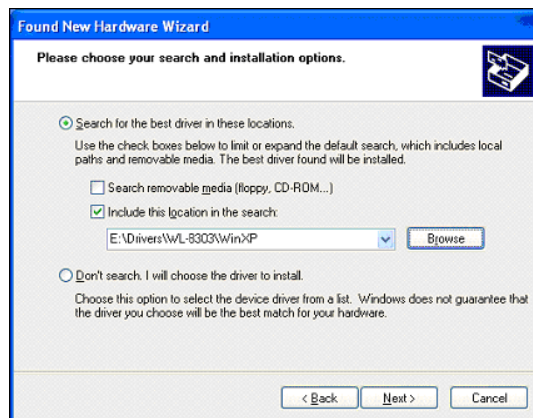 Found New Hardware Wizard
Please choose your search and installation options.
Search for the best driver in these locations.
Use the check boxes below to limit or expand the default search, which includes local
paths and removable media. The best driver found will be installed.
Search removable media (floppy, CD-ROM...)
Include this location in the search:
E:\Drivers\WL-8303\WinXP
Browse
Don't search. I will choose the driver to install.
Choose this option to select the device driver from a list. Windows does not guarantee that
the driver you choose will be the best match for your hardware.
< Back Next > Cancel